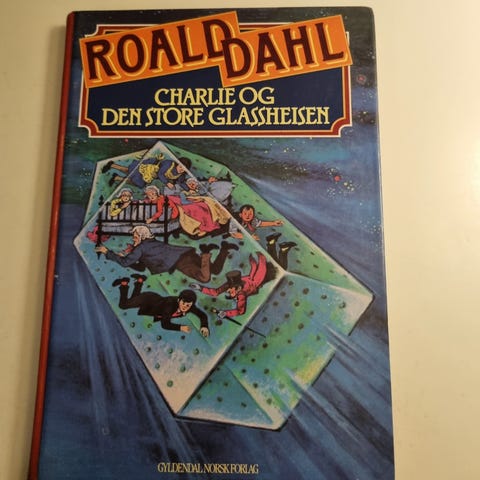 ROALD DAHL
CHARLIE OG
DEN STORE GLASSHEISEN
GYLDENDAL NORSK FORLAG